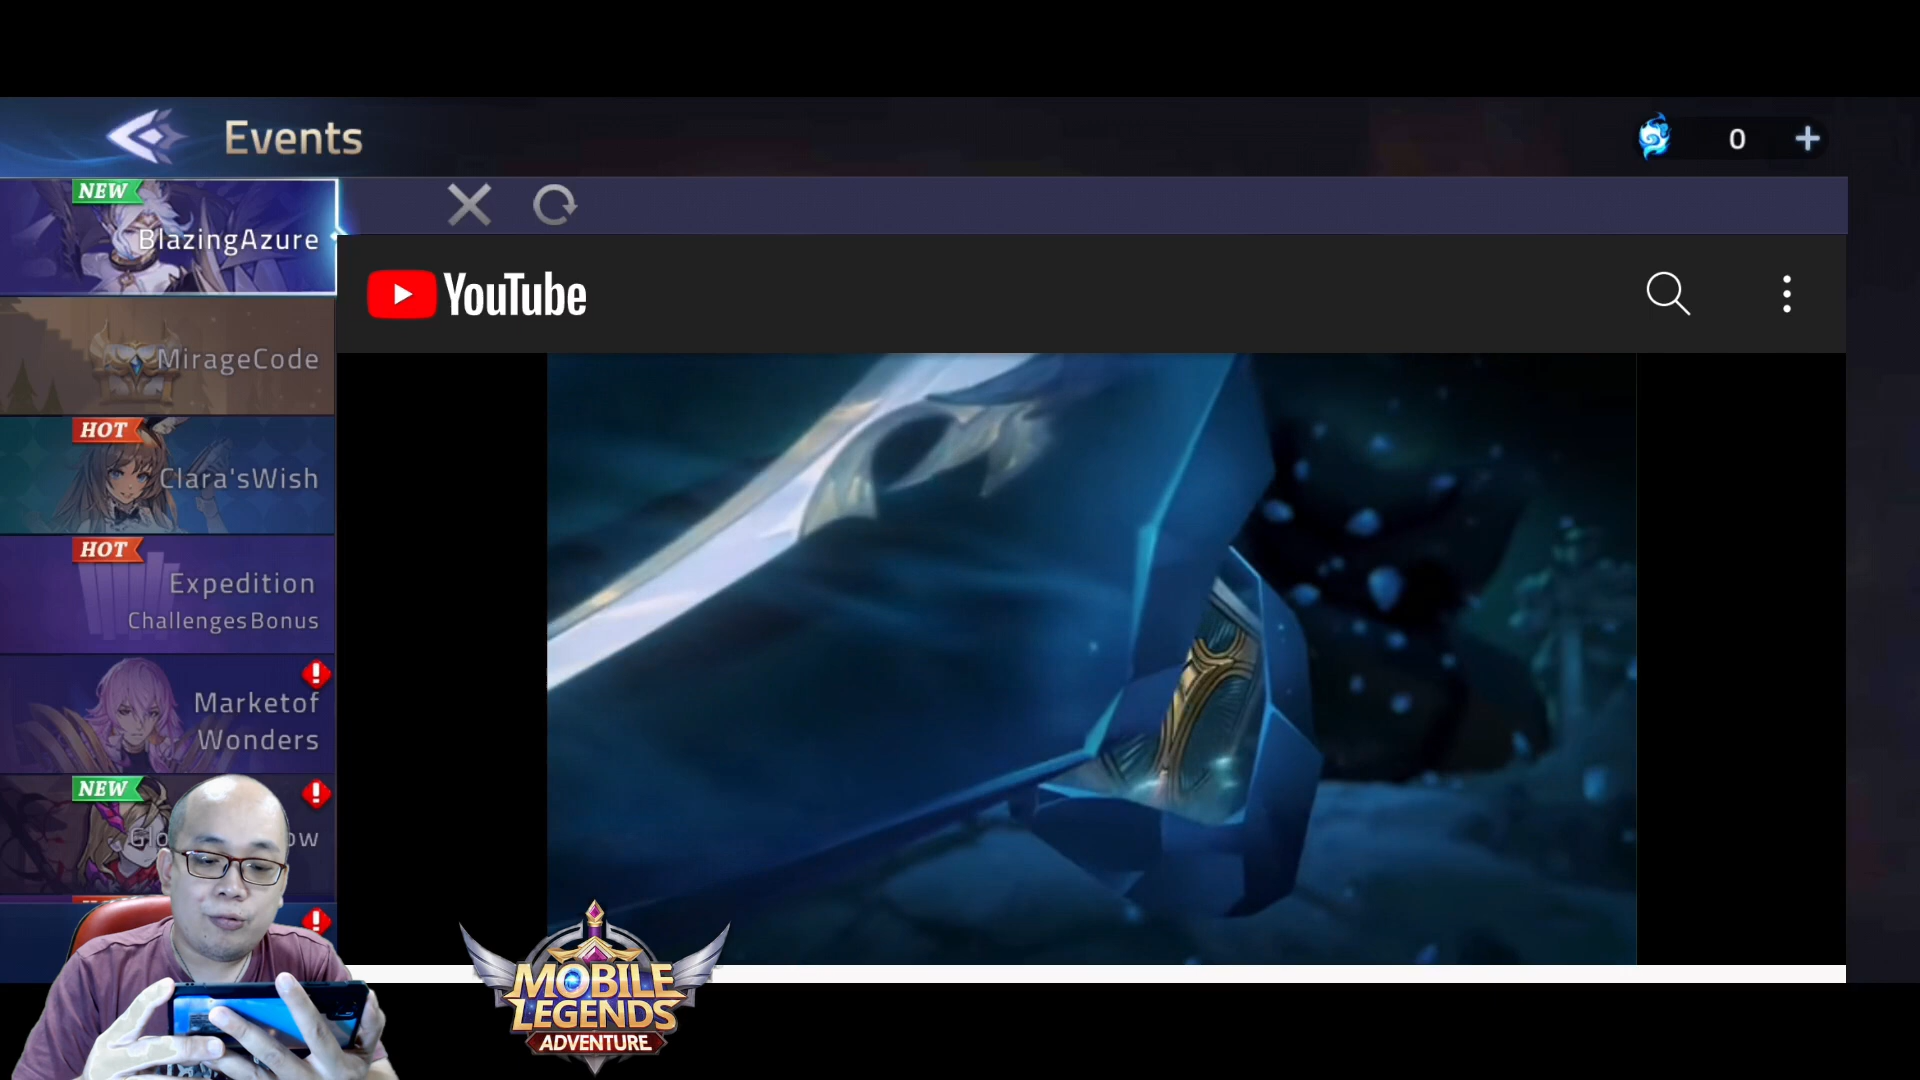 Events
0
NEW
BlazingAzure
YouTube
MirageCode
HOT
Clara'sWish
HOT
Expedition
ChallengesBonus
Marketof
Wonders
NEW
MOBILE
LEGENDS
ADVENTURE